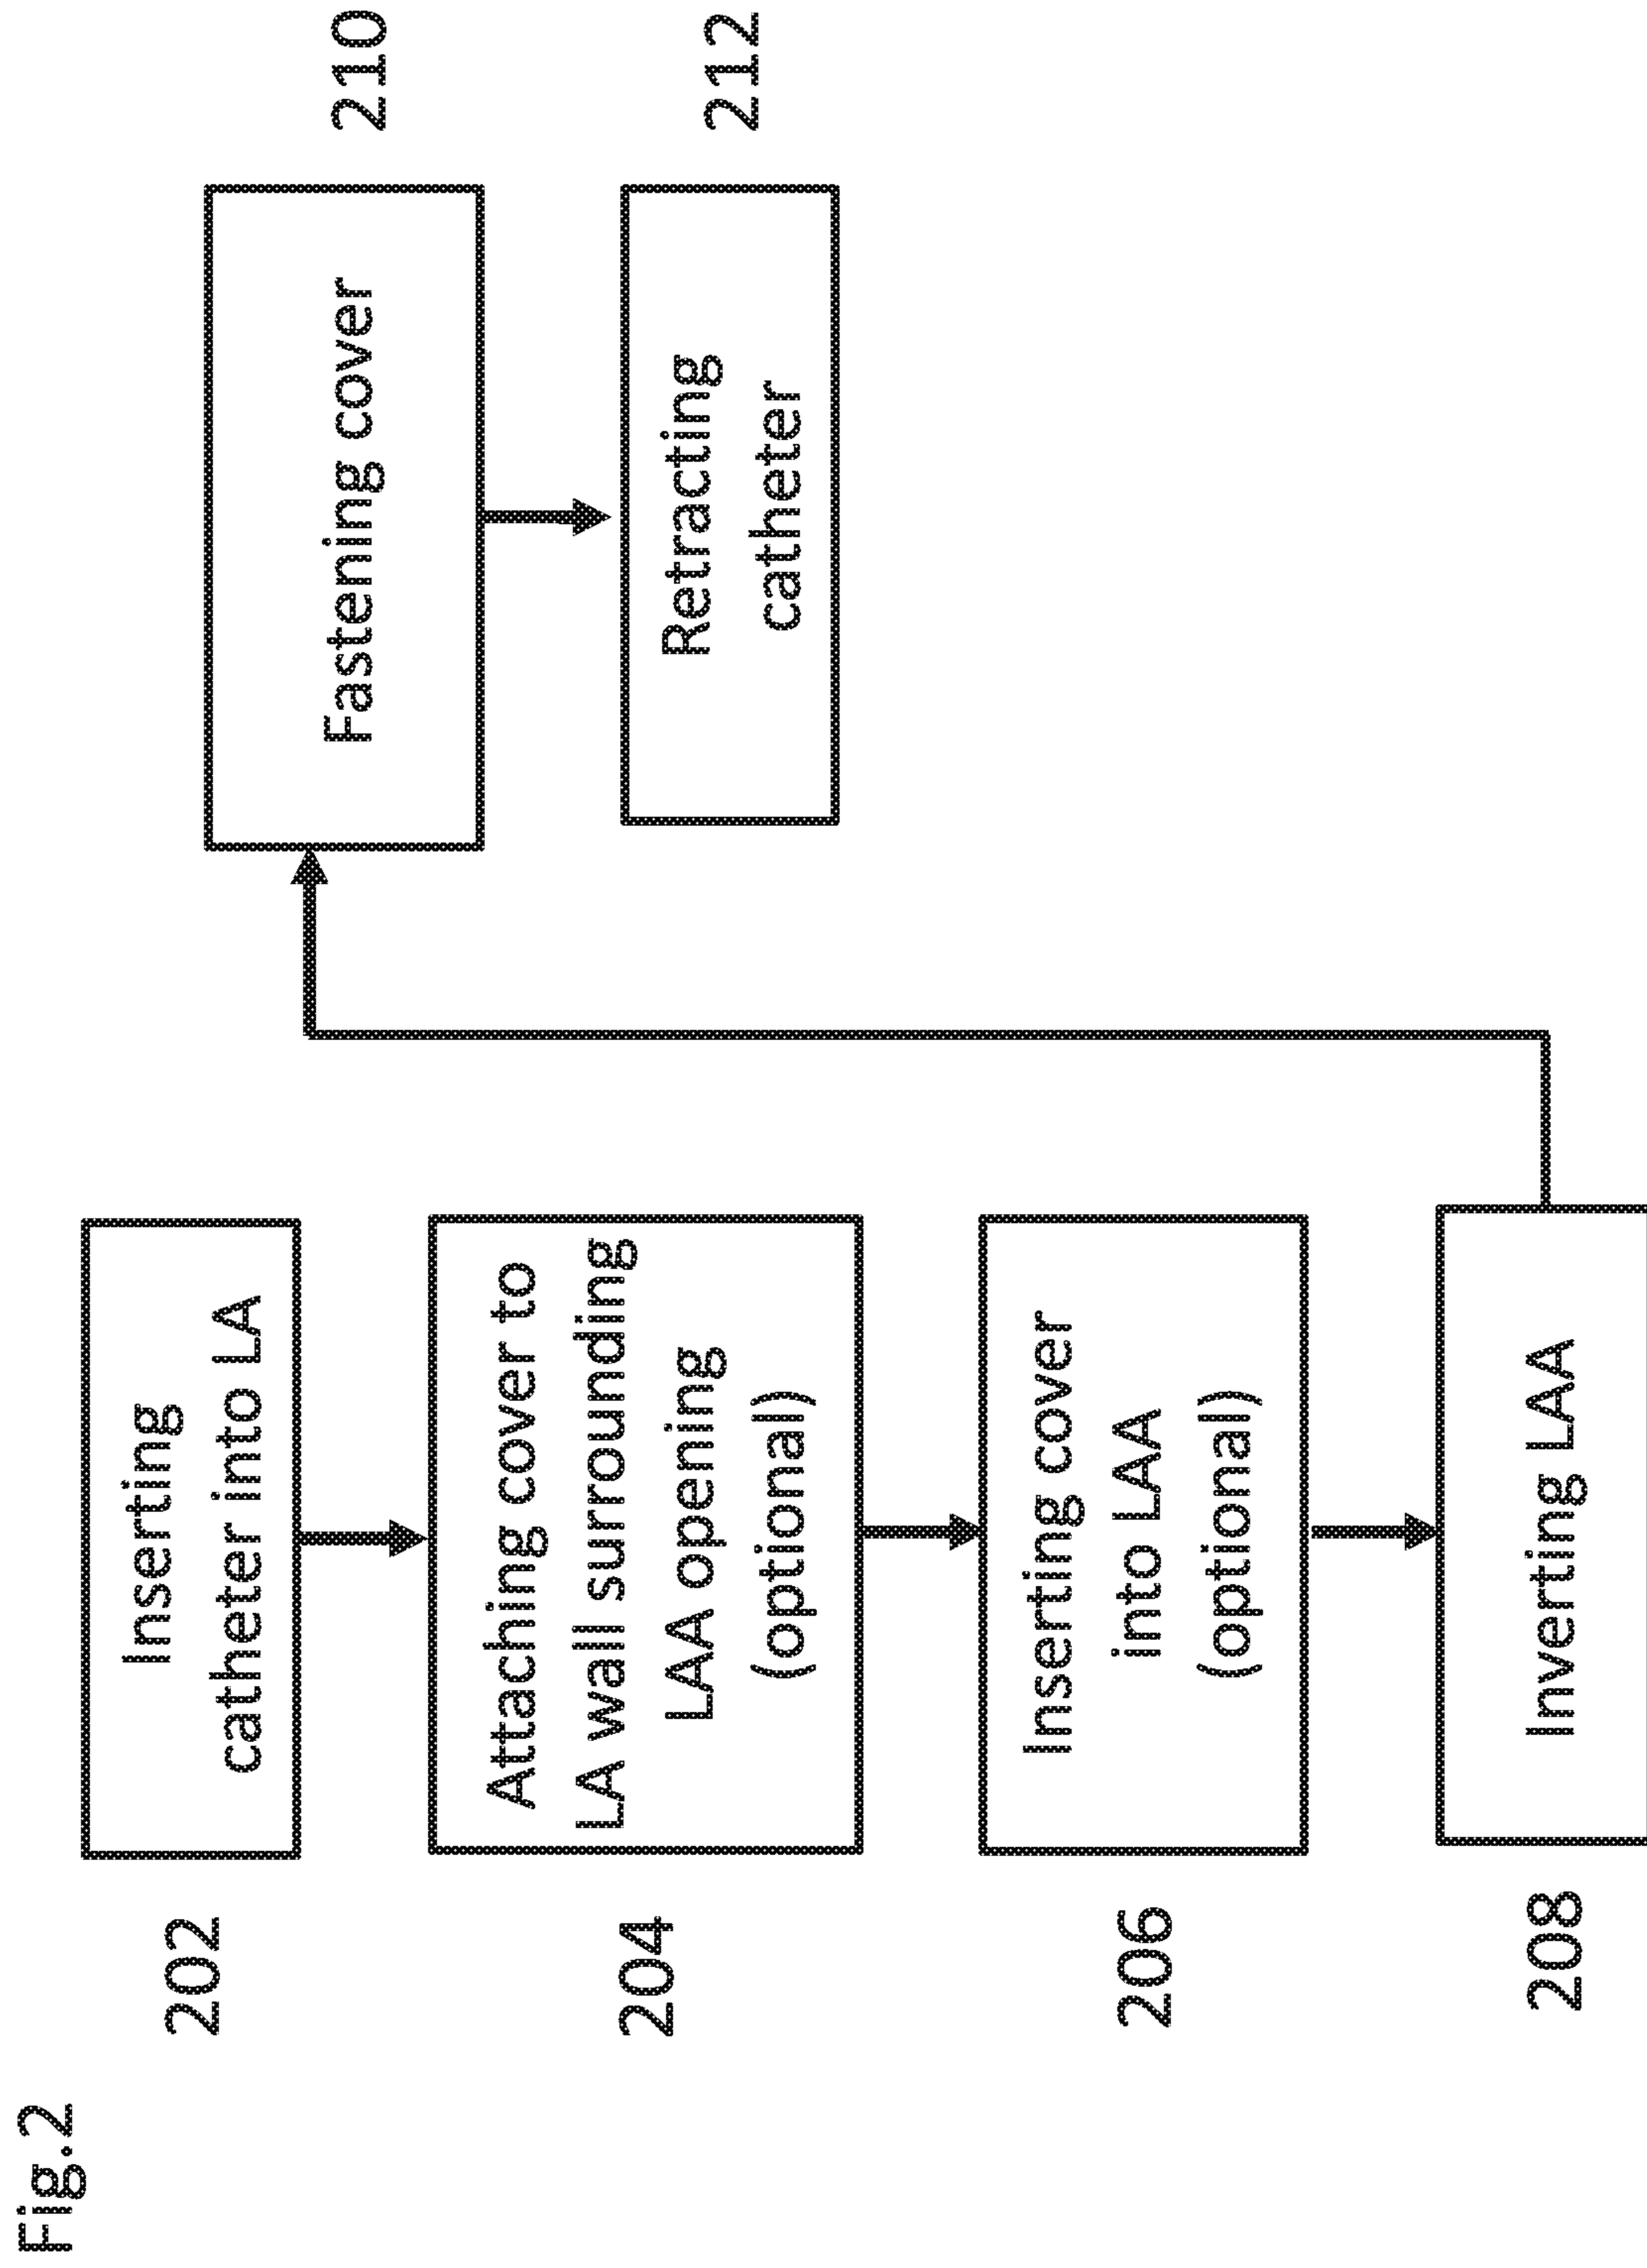 Fig.2
202
Inserting
catheter into LA
204
Attaching cover to
LA wall surrounding
LAA opening
(optional)
206
Inserting cover
into LAA
(optional)
208
Inverting LAA
Fastening cover
210
Retracting
catheter
212